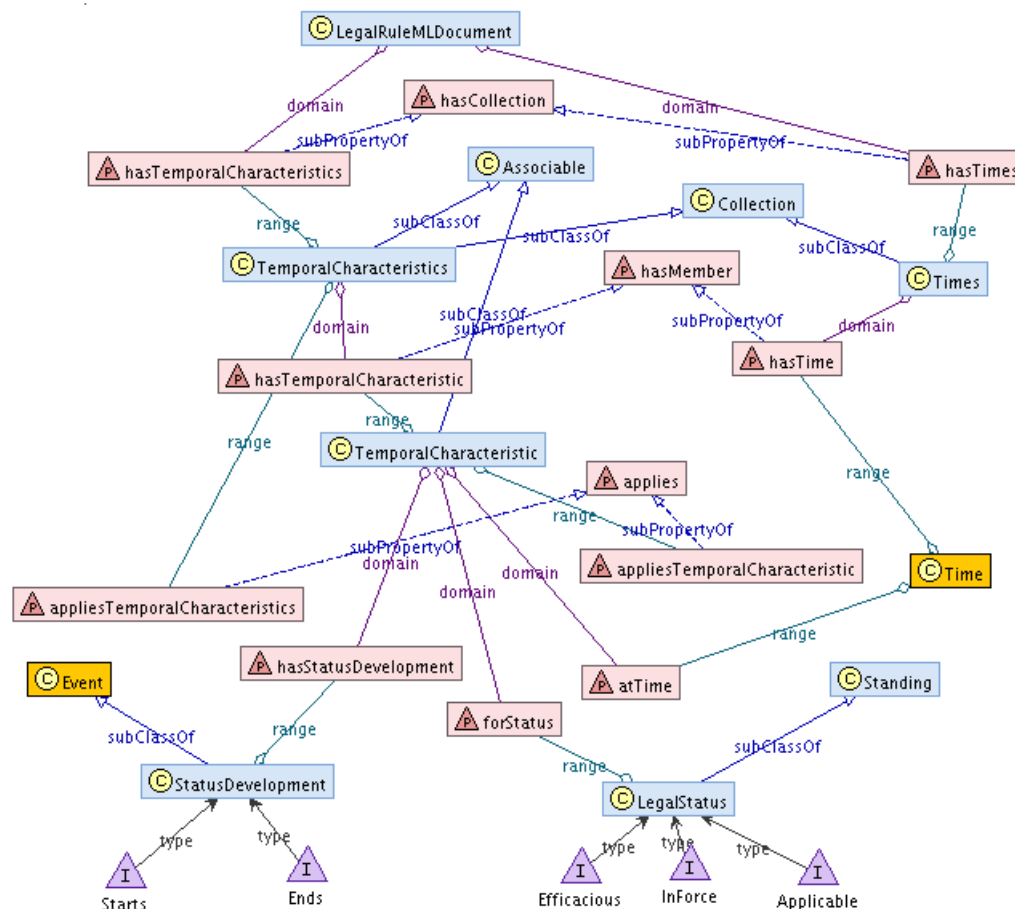 C LegalRuleMLDocument
domain
domain
P hasCollection
subPropertyOf
subPropertyOf
P hasTemporalCharacteristics
C Associable
P hasTimes
C Collection
range
range
subClassOf
subClassOf
subClassOf
C TemporalCharacteristics
P hasMember
C Times
subClassOf
domain
subPropertyOf
subPropertyOf
domain
P hasTime
P hasTemporalCharacteristic
range
range
C TemporalCharacteristic
range
P applies
range
subPropertyOf
subPropertyOf
domain
domain
P appliesTemporalCharacteristic
C Time
domain
P appliesTemporalCharacteristics
range
P hasStatusDevelopment
C Event
P atTime
C Standing
P forStatus
range
subClassOf
subClassOf
range
C StatusDevelopment
C LegalStatus
type
type
type
type
type
I
I
I
I
I
Starts
Ends
Efficacious
InForce
Applicable